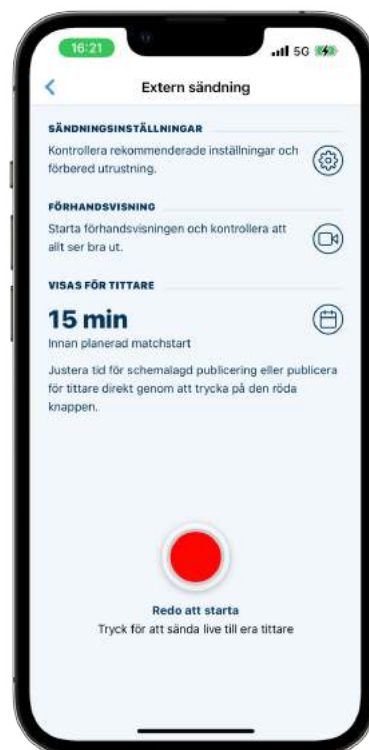 16:21
5G
Extern sändning
SÄNDNINGSINSTÄLLNINGAR
Kontrollera rekommenderade inställningar och
förbered utrustning.
FÖRHANDSVISNING
Starta förhandsvisningen och kontrollera att
allt ser bra ut.
VISAS FÖR TITTARE
15 min
Innan planerad matchstart
Justera tid för schemalagd publicering eller publicera
för tittare direkt genom att trycka på den röda
knappen.
Redo att starta
Tryck för att sända live till era tittare